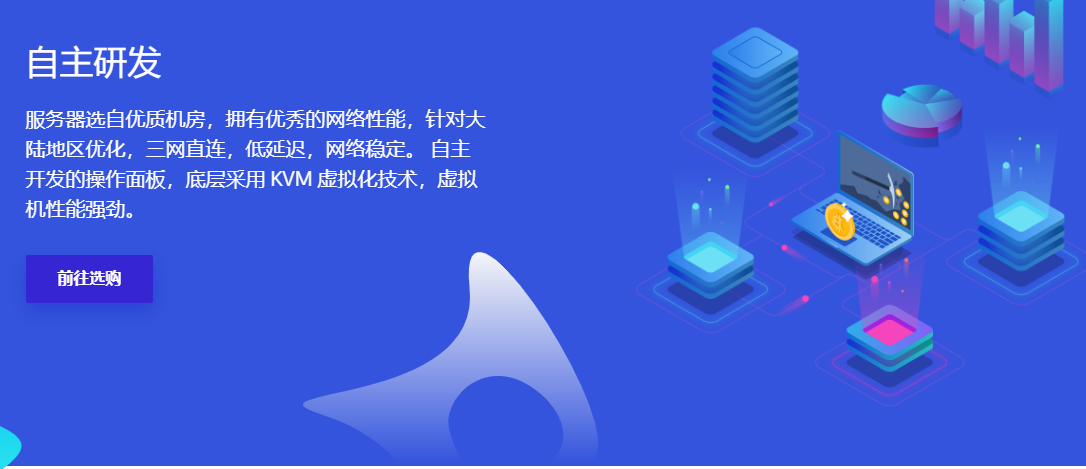 自主研发
服务器选自优质机房，拥有优秀的网络性能，针对大
陆地区优化，三网直连，低延迟，网络稳定。 自主
开发的操作面板，底层采用 KVM 虚拟化技术，虚拟
机性能强劲。
前往选购